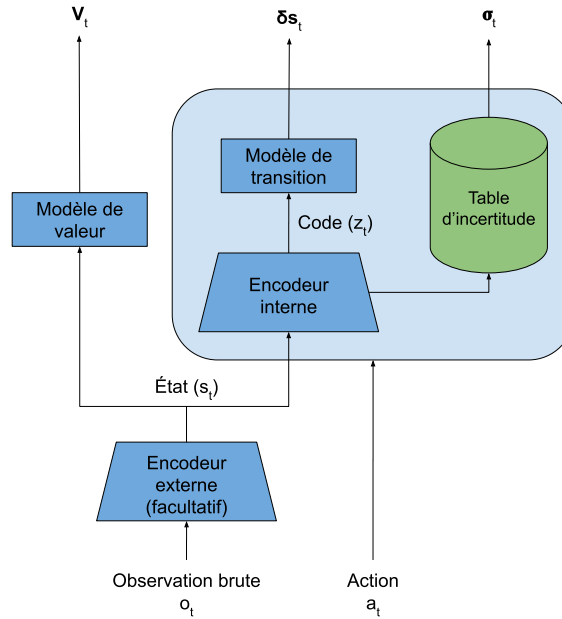 V_t
δs_t
σ_t
Modèle de
transition
Modèle de
valeur
Table
d'incertitude
Code (z_t)
Encodeur
interne
État (s_t)
Encodeur
externe
(facultatif)
Observation brute
o_t
Action
a_t